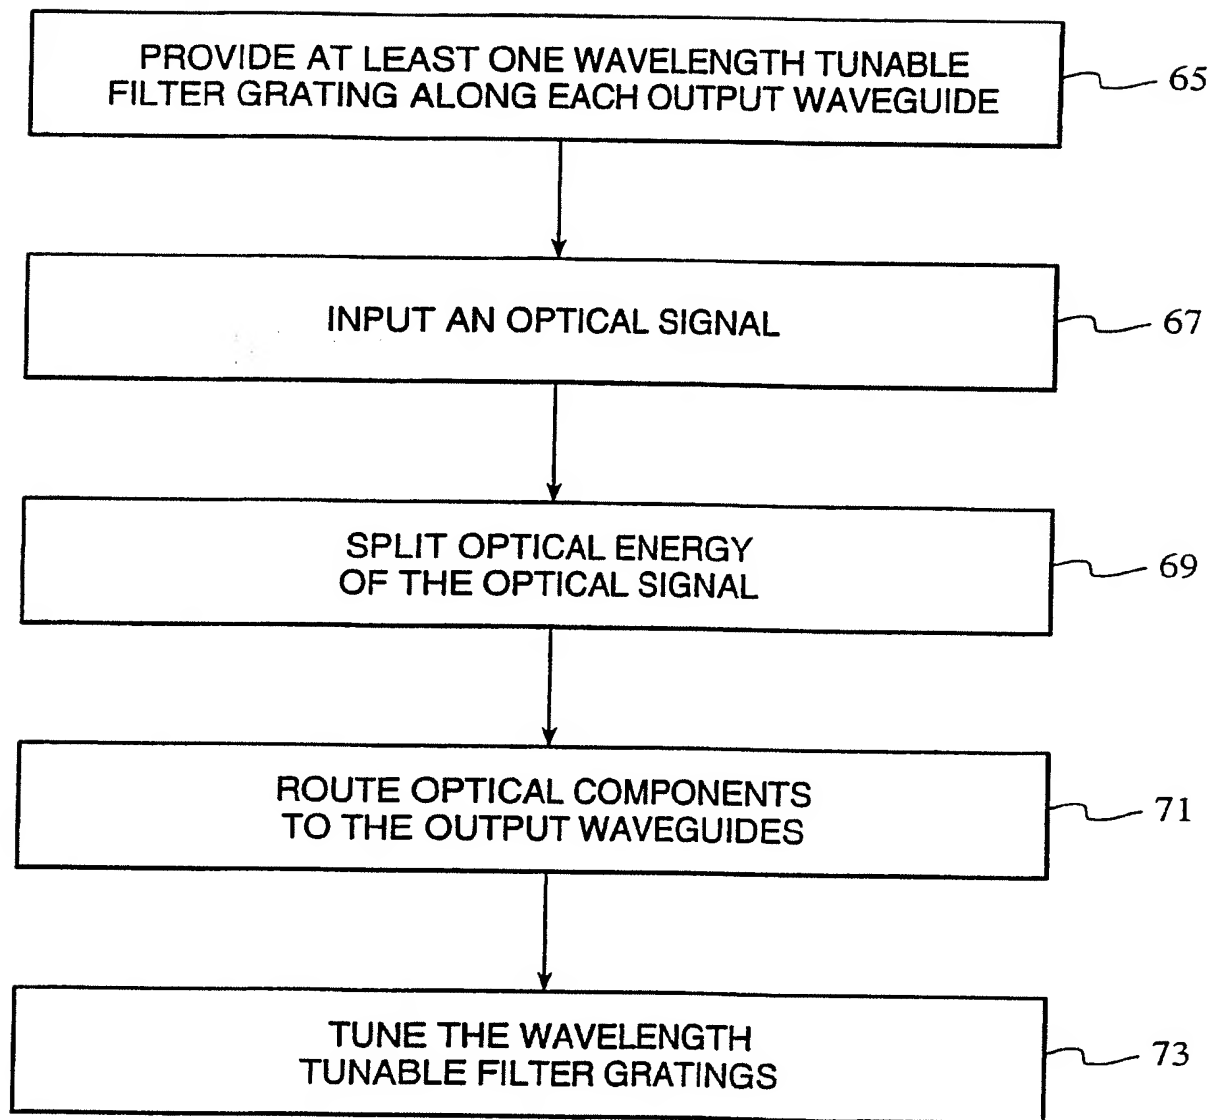 PROVIDE AT LEAST ONE WAVELENGTH TUNABLE
FILTER GRATING ALONG EACH OUTPUT WAVEGUIDE
65
INPUT AN OPTICAL SIGNAL
67
SPLIT OPTICAL ENERGY
OF THE OPTICAL SIGNAL
69
ROUTE OPTICAL COMPONENTS
TO THE OUTPUT WAVEGUIDES
71
TUNE THE WAVELENGTH
TUNABLE FILTER GRATINGS
73